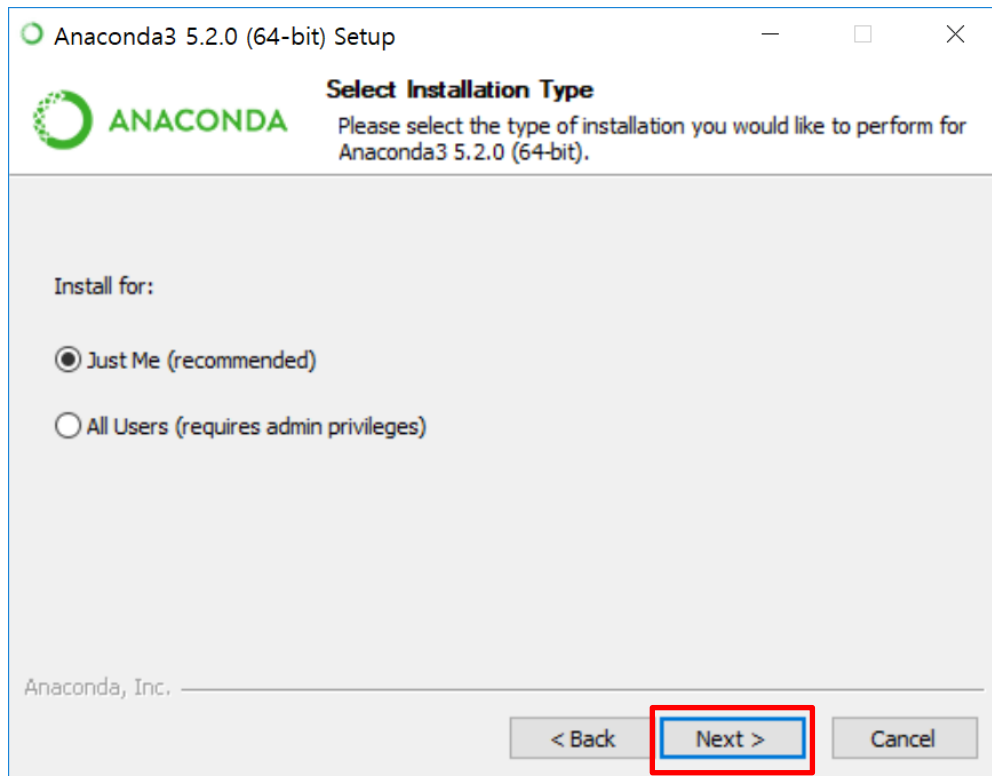 Anaconda3 5.2.0 (64-bit) Setup
ANACONDA
Select Installation Type
Please select the type of installation you would like to perform for
Anaconda3 5.2.0 (64-bit).
Install for:
Just Me (recommended)
All Users (requires admin privileges)
Anaconda, Inc.
< Back
Next >
Cancel